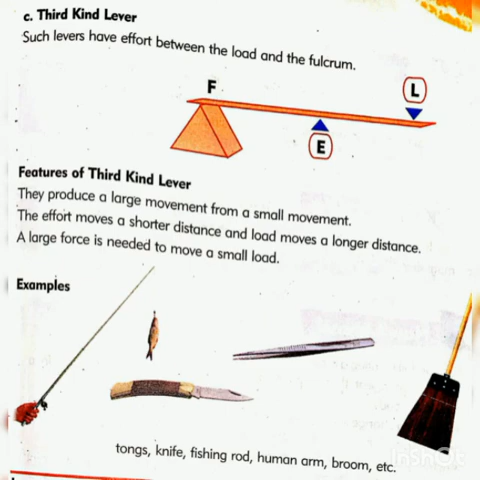 c. Third Kind Lever
Such levers have effort between the load and the fulcrum.
F
L
E
Features of Third Kind Lever
They produce a large movement from a small movement.
The effort moves a shorter distance and load moves a longer distance.
A large force is needed to move a small load.
Examples
tongs, knife, fishing rod, human arm, broom, etc.
InShot